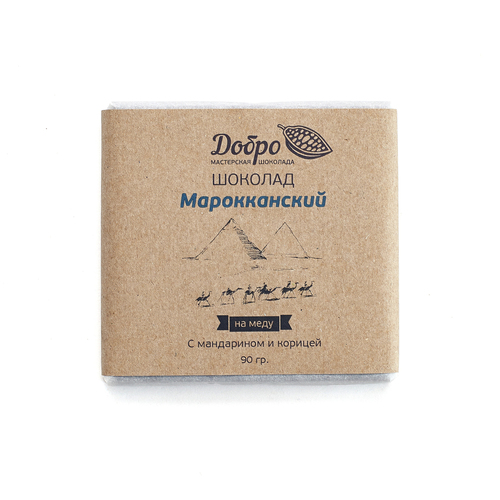 Добро
МАСТЕРСКАЯ ШОКОЛАДА
ШОКОЛАД
Марокканский
на меду
С мандарином и корицей
90 гр.